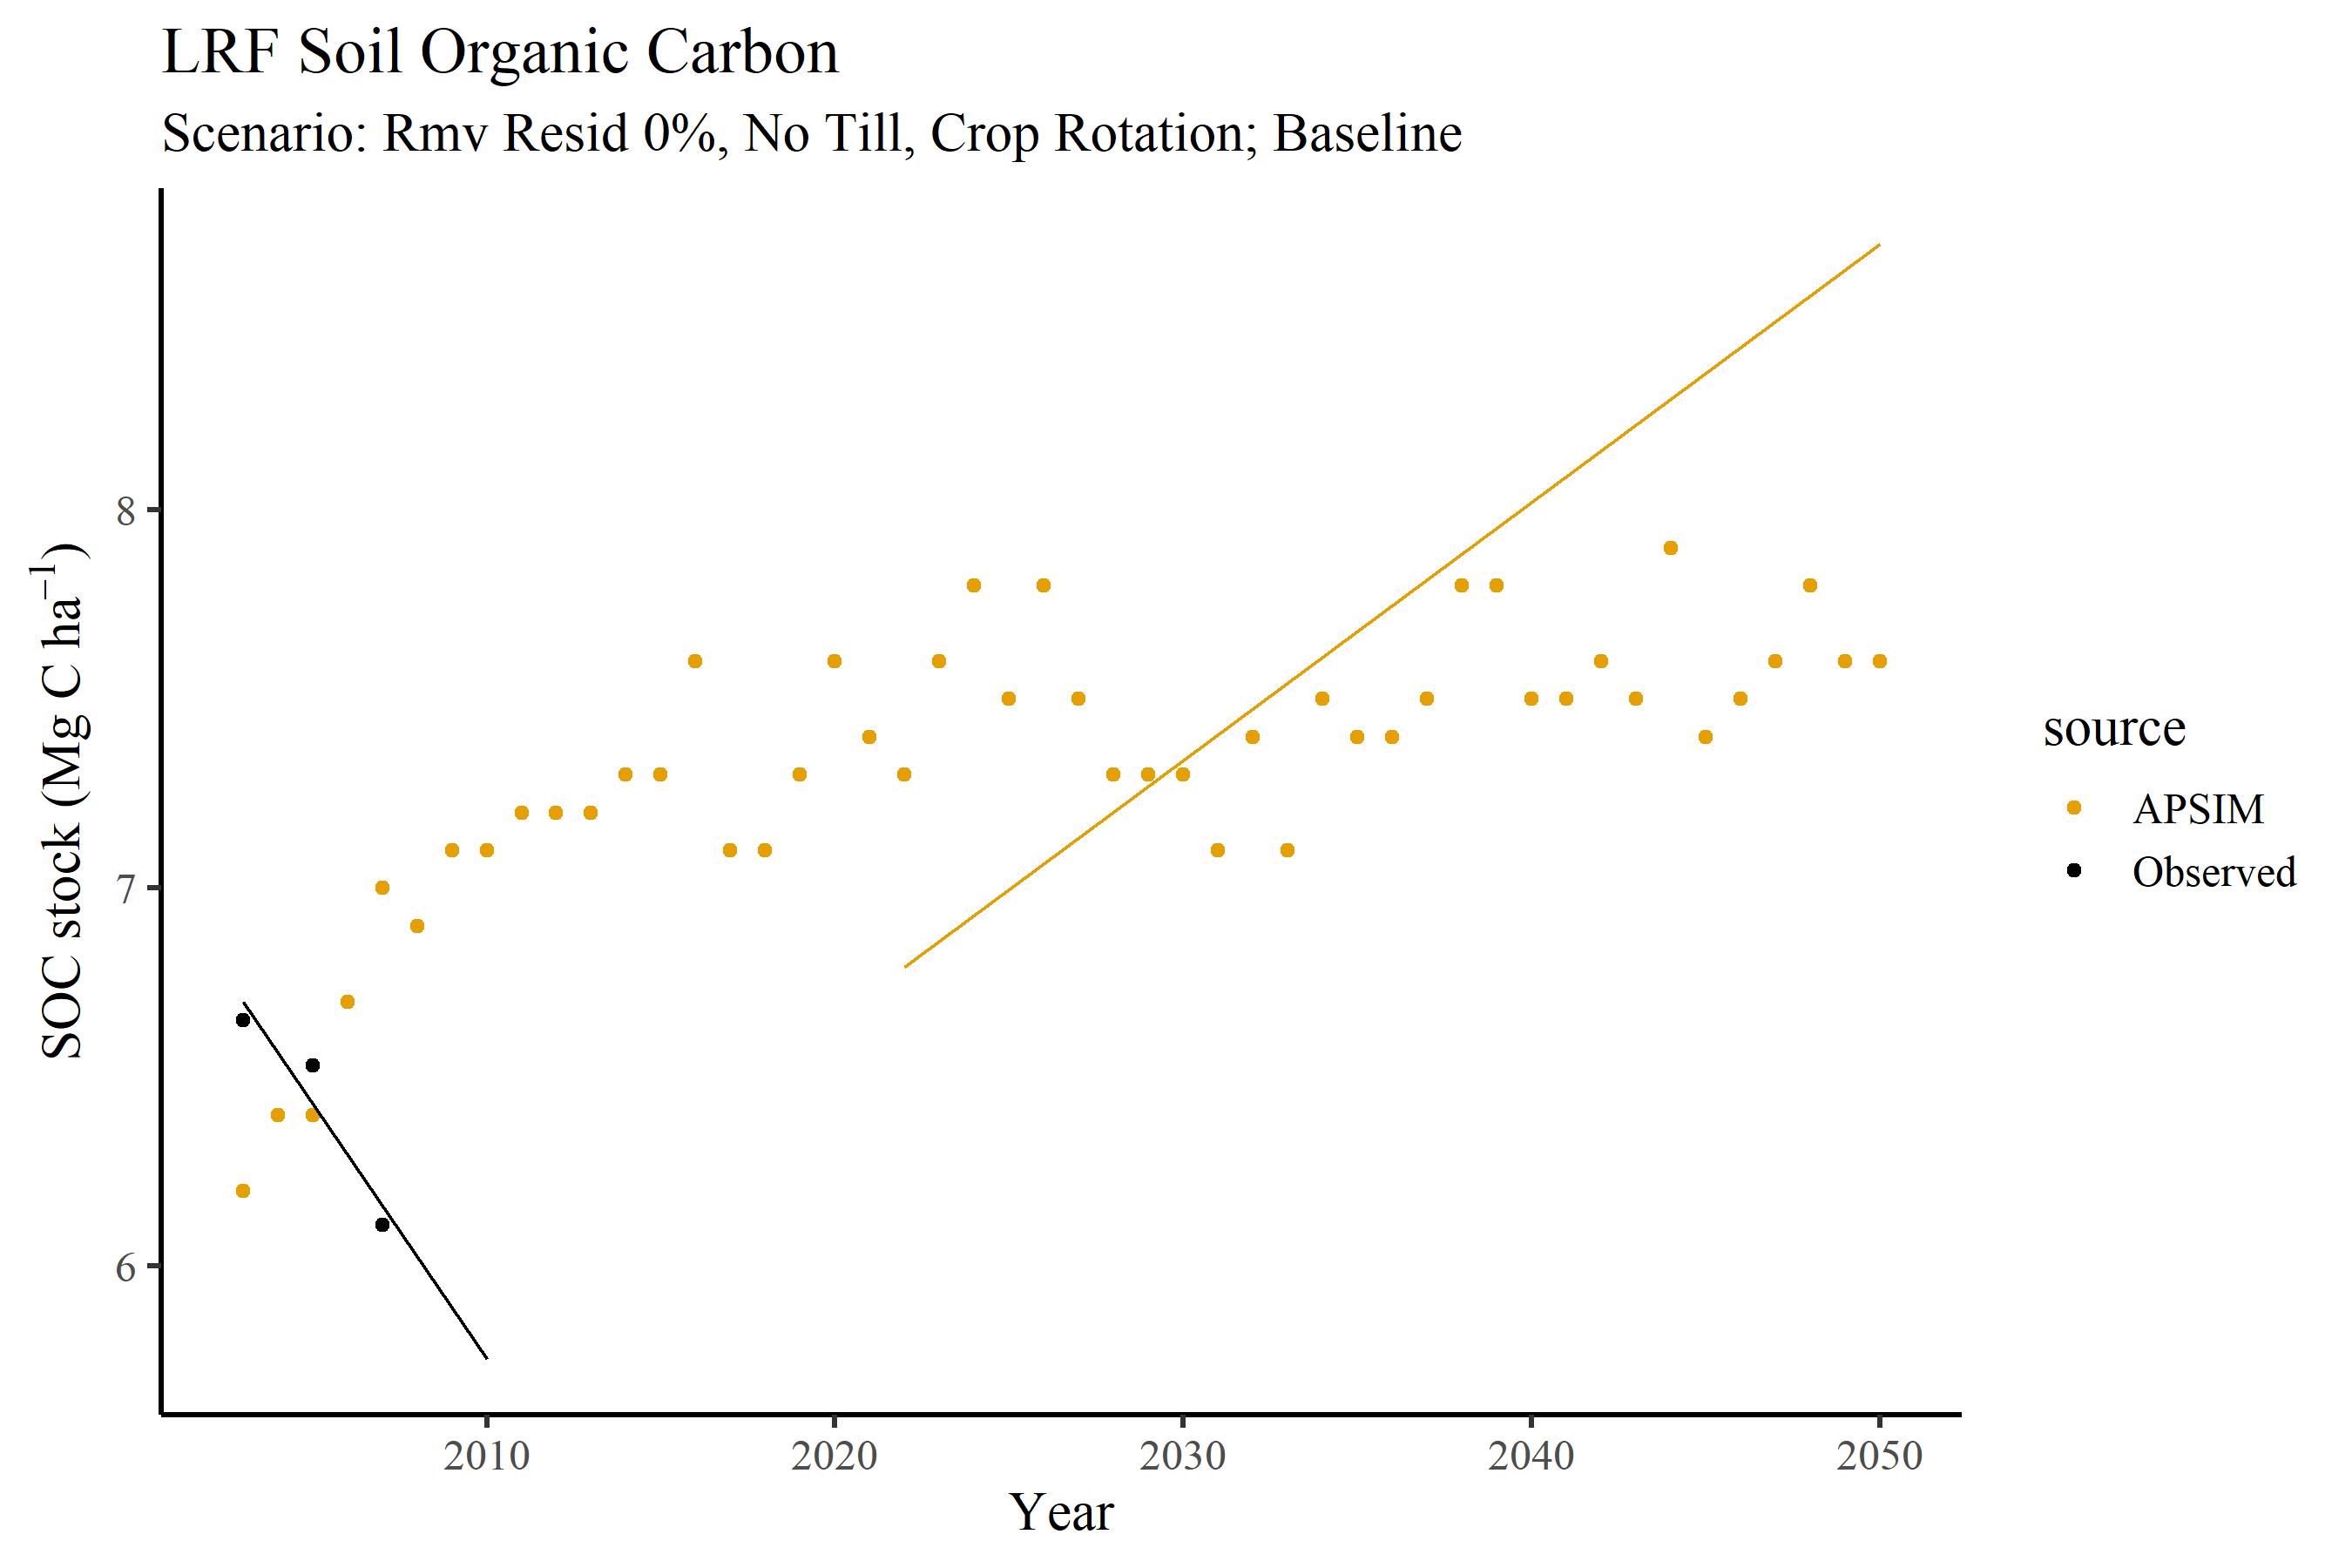 LRF Soil Organic Carbon
Scenario: Rmv Resid 0%, No Till, Crop Rotation; Baseline
SOC stock (Mg C ha⁻¹)
8
7
6
2010 2020 2030 2040 2050
Year
source
APSIM
Observed